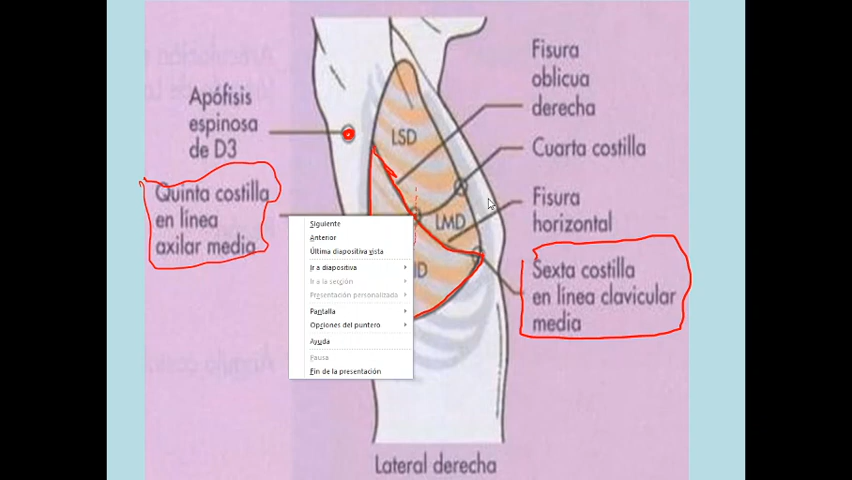 Apófisis
espinosa
de D3
Quinta costilla
en línea
axilar media
LSD
LMD
ID
Fisura
oblicua
derecha
Cuarta costilla
Fisura
horizontal
Sexta costilla
en línea clavicular
media
Siguiente
Anterior
Última diapositiva vista
Ir a diapositiva
Ir a la sección
Presentación personalizada
Pantalla
Opciones del puntero
Ayuda
Pausa
Fin de la presentación
Lateral derecha